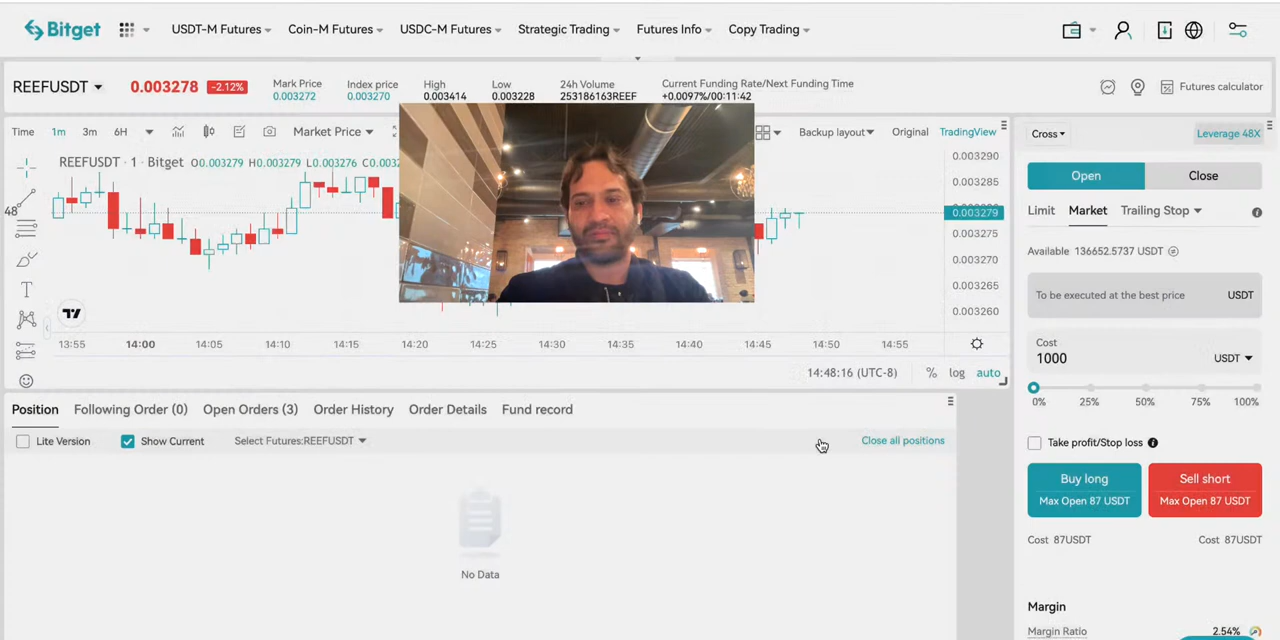 Bitget USDT-M Futures Coin-M Futures USDC-M Futures Strategic Trading Futures Info Copy Trading
REEFUSDT 0.003278 -2.12%
Mark Price Index price High Low 24h Volume Current Funding Rate/Next Funding Time
0.003272 0.003270 0.003414 0.003228 253186163REEF +0.0097%/00:11:42
Futures calculator
Time 1m 3m 6H Market Price Backup layout Original TradingView
REEFUSDT · 1 · Bitget O0.003279 H0.003279 L0.003276
48
0.003290
0.003285
0.003279
0.003275
0.003270
0.003265
0.003260
13:55 14:00 14:05 14:10 14:15 14:20 14:25 14:30 14:35 14:40 14:45 14:50 14:55
14:48:16 (UTC-8) % log auto
Cross Leverage 48X
Open Close
Limit Market Trailing Stop
Available 136652.5737 USDT
To be executed at the best price USDT
Cost
1000 USDT
0% 25% 50% 75% 100%
Take profit/Stop loss
Buy long Sell short
Max Open 87 USDT Max Open 87 USDT
Cost 87USDT Cost 87USDT
Margin
Margin Ratio 2.54%
Position Following Order (0) Open Orders (3) Order History Order Details Fund record
Lite Version Show Current Select Futures:REEFUSDT Close all positions
No Data